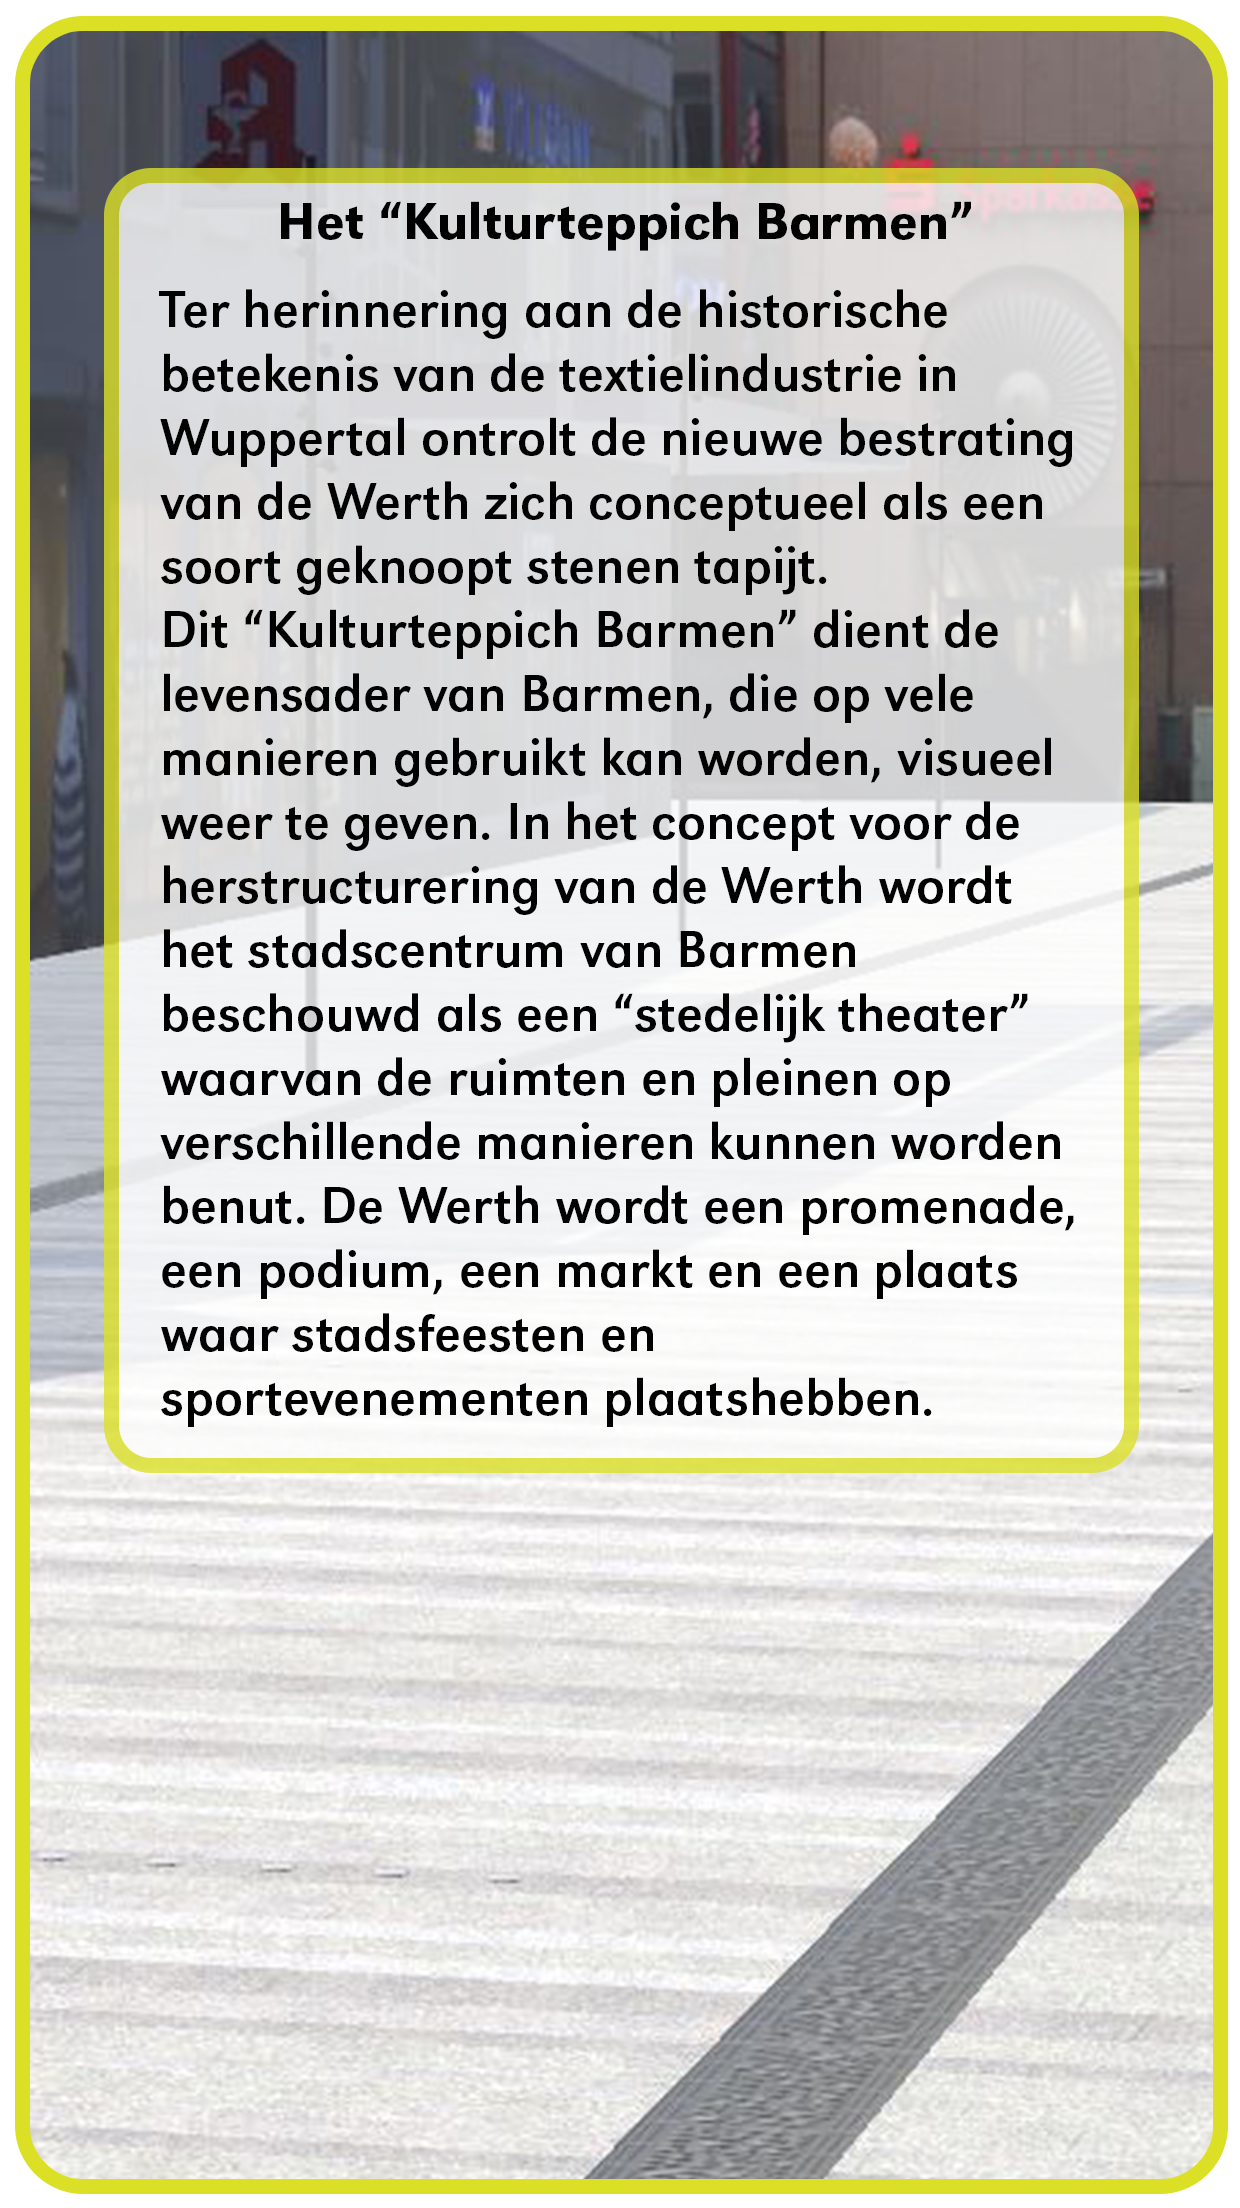 Het “Kulturteppich Barmen”
Ter herinnering aan de historische
betekenis van de textielindustrie in
Wuppertal ontrolt de nieuwe bestrating
van de Werth zich conceptueel als een
soort geknoopt stenen tapijt.
Dit “Kulturteppich Barmen” dient de
levensader van Barmen, die op vele
manieren gebruikt kan worden, visueel
weer te geven. In het concept voor de
herstructurering van de Werth wordt
het stadscentrum van Barmen
beschouwd als een “stedelijk theater”
waarvan de ruimten en pleinen op
verschillende manieren kunnen worden
benut. De Werth wordt een promenade,
een podium, een markt en een plaats
waar stadsfeesten en
sportevenementen plaatshebben.